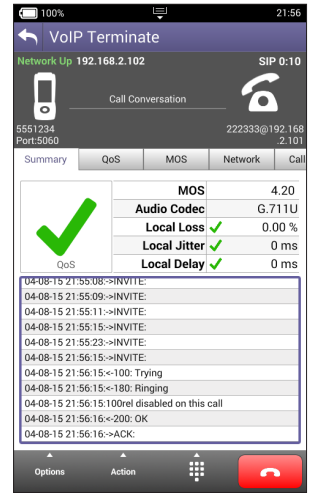 100% 21:56
VoIP Terminate
Network Up 192.168.2.102 SIP 0:10
Call Conversation
5551234 222333@192.168
Port:5060 .2.101
Summary QoS MOS Network Call
MOS 4.20
Audio Codec G.711U
Local Loss 0.00 %
Local Jitter 0 ms
QoS Local Delay 0 ms
04-08-15 21:55:08:->INVITE:
04-08-15 21:55:09:->INVITE:
04-08-15 21:55:11:->INVITE:
04-08-15 21:55:15:->INVITE:
04-08-15 21:55:23:->INVITE:
04-08-15 21:56:15:->INVITE:
04-08-15 21:56:15:<-100: Trying
04-08-15 21:56:15:<-180: Ringing
04-08-15 21:56:15:100rel disabled on this call
04-08-15 21:56:16:<-200: OK
04-08-15 21:56:16:->ACK:
Options Action